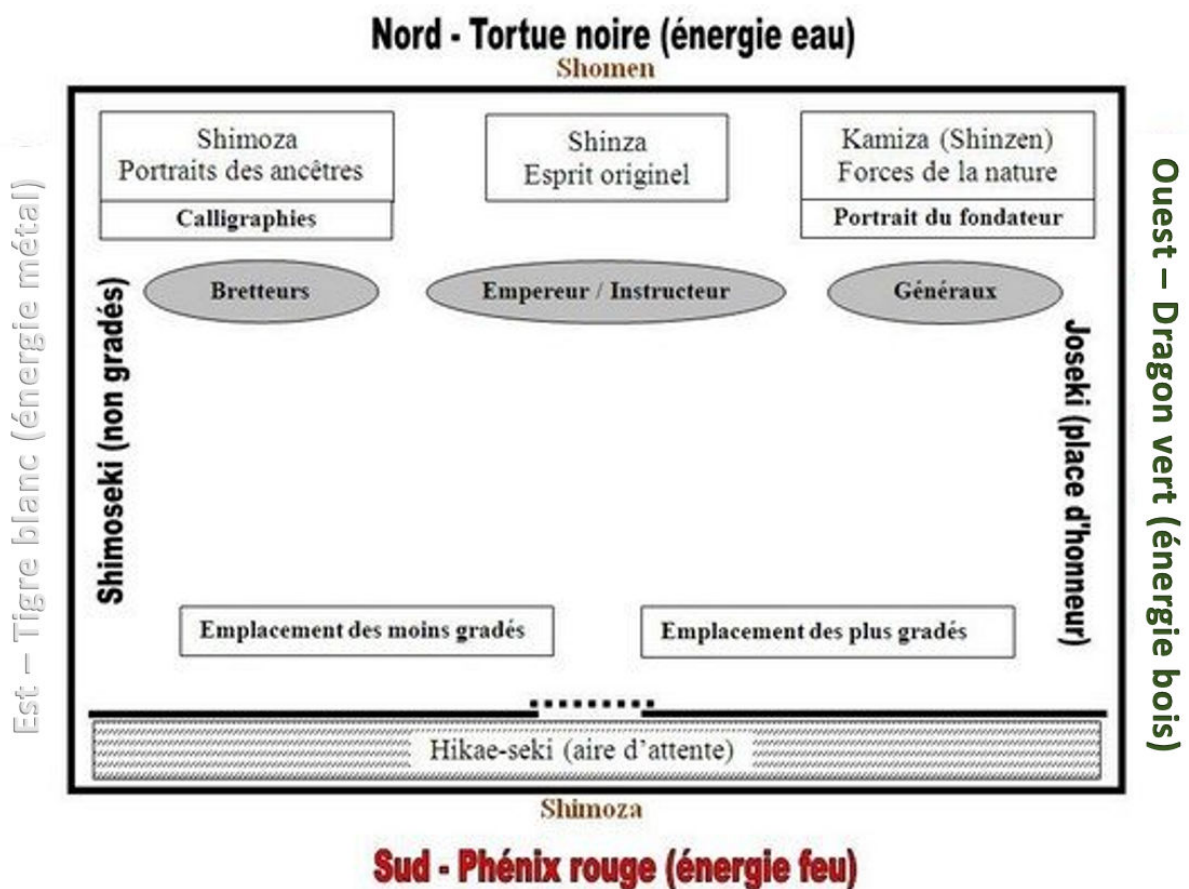 Nord - Tortue noire (énergie eau)
Shomen
Shimoza
Portraits des ancêtres
Calligraphies
Shinza
Esprit originel
Kamiza (Shinzen)
Forces de la nature
Portrait du fondateur
Bretteurs
Empereur / Instructeur
Généraux
Est – Tigre blanc (énergie métal)
Shimoseki (non gradés)
Joseki (place d'honneur)
Ouest – Dragon vert (énergie bois)
Emplacement des moins gradés
Emplacement des plus gradés
Hikae-seki (aire d'attente)
Shimoza
Sud - Phénix rouge (énergie feu)